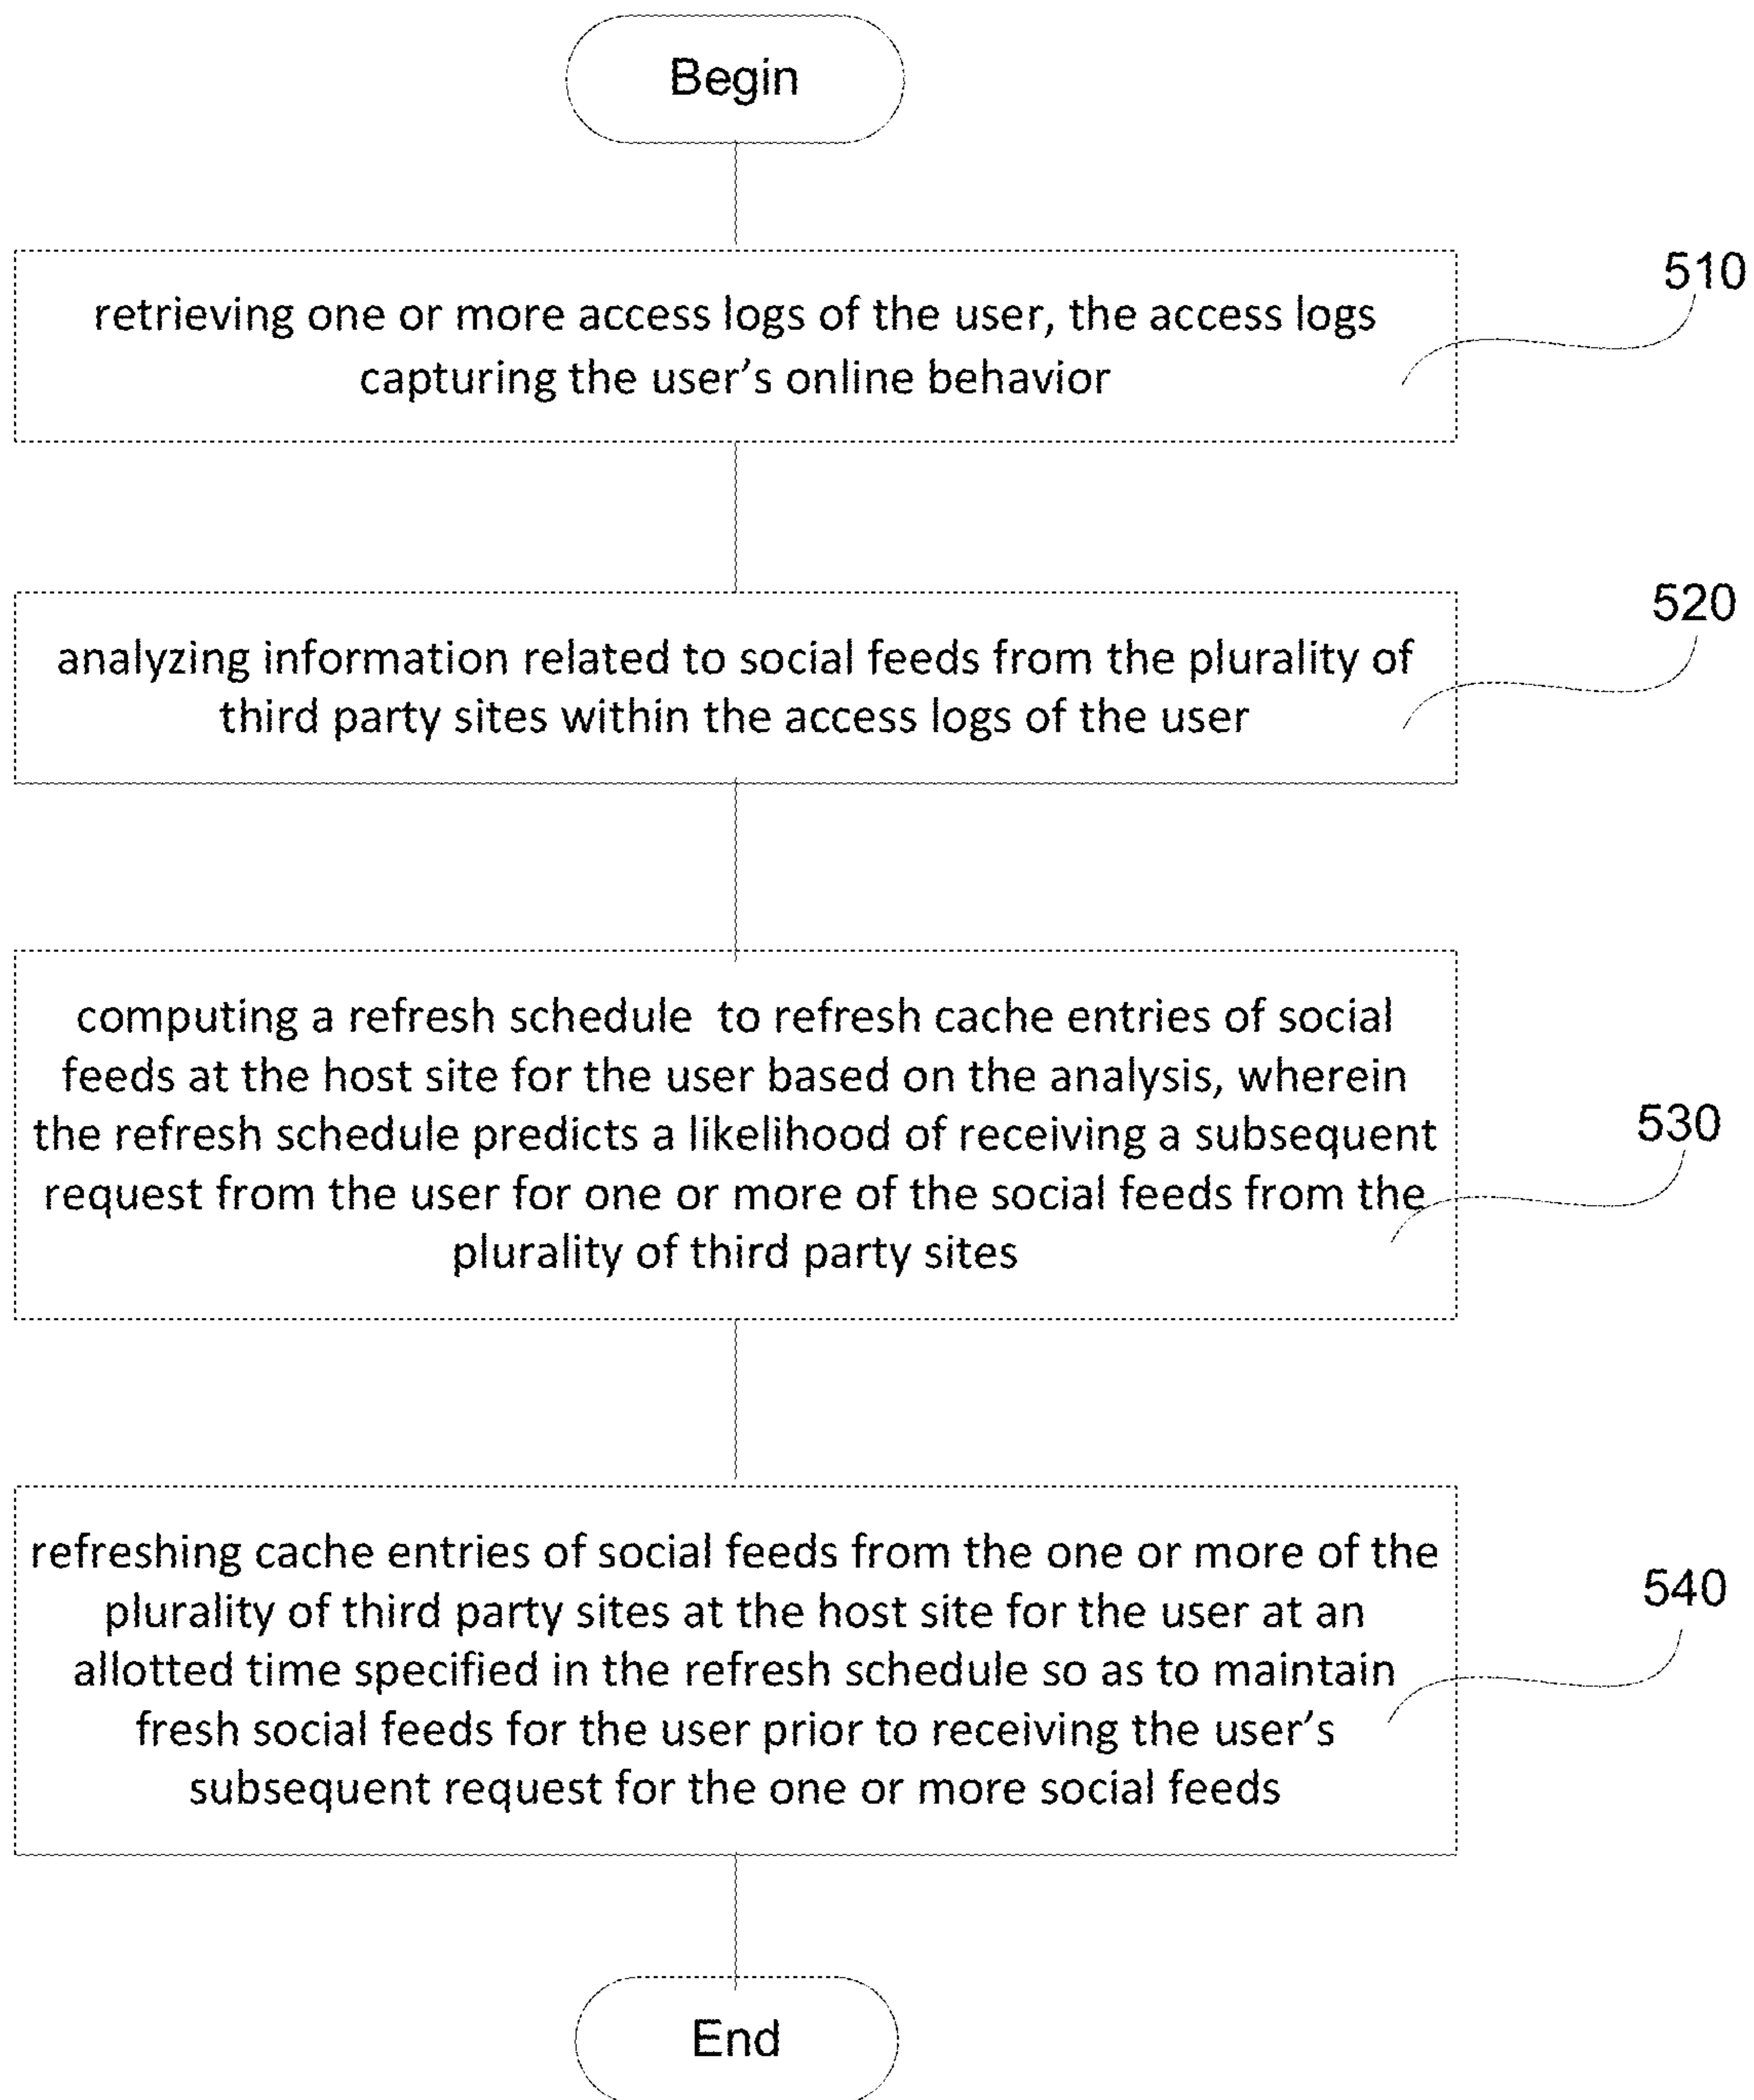 Begin
retrieving one or more access logs of the user, the access logs
capturing the user’s online behavior
510
analyzing information related to social feeds from the plurality of
third party sites within the access logs of the user
520
computing a refresh schedule  to refresh cache entries of social
feeds at the host site for the user based on the analysis, wherein
the refresh schedule predicts a likelihood of receiving a subsequent
request from the user for one or more of the social feeds from the
plurality of third party sites
530
refreshing cache entries of social feeds from the one or more of the
plurality of third party sites at the host site for the user at an
allotted time specified in the refresh schedule so as to maintain
fresh social feeds for the user prior to receiving the user’s
subsequent request for the one or more social feeds
540
End